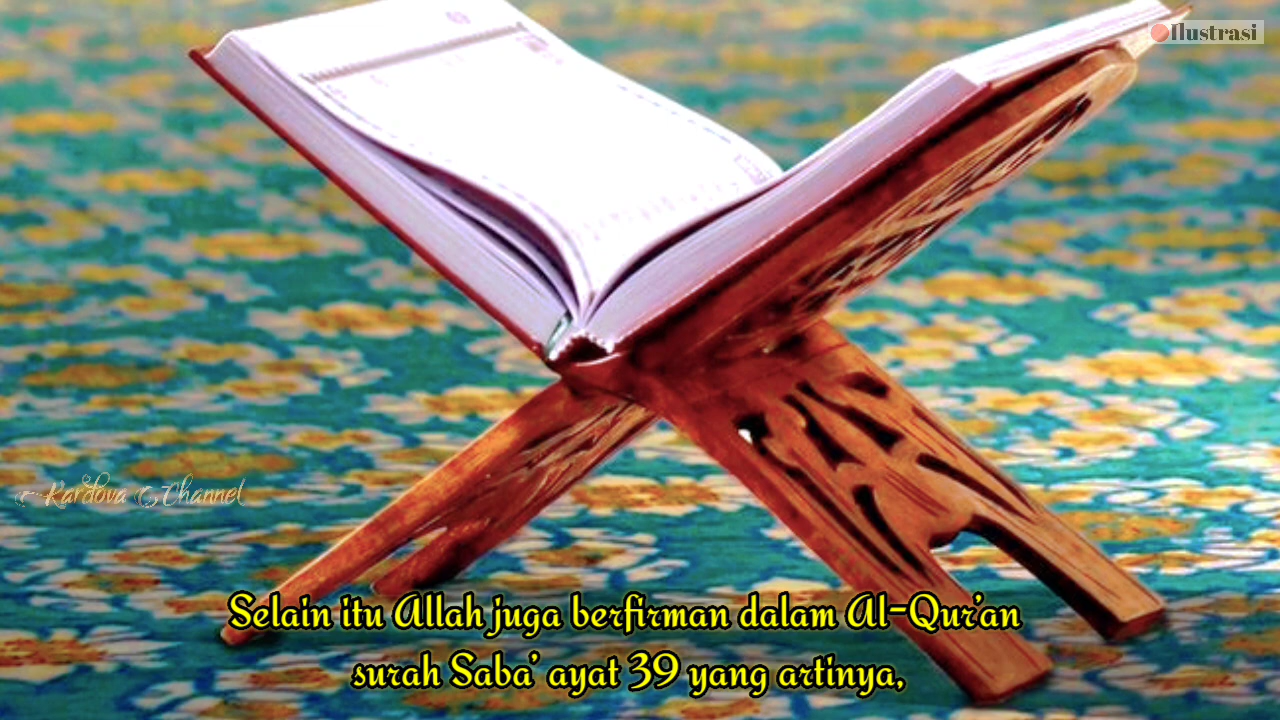 Ilustrasi
Kardova Channel
Selain itu Allah juga berfirman dalam Al-Qur'an
surah Saba' ayat 39 yang artinya,